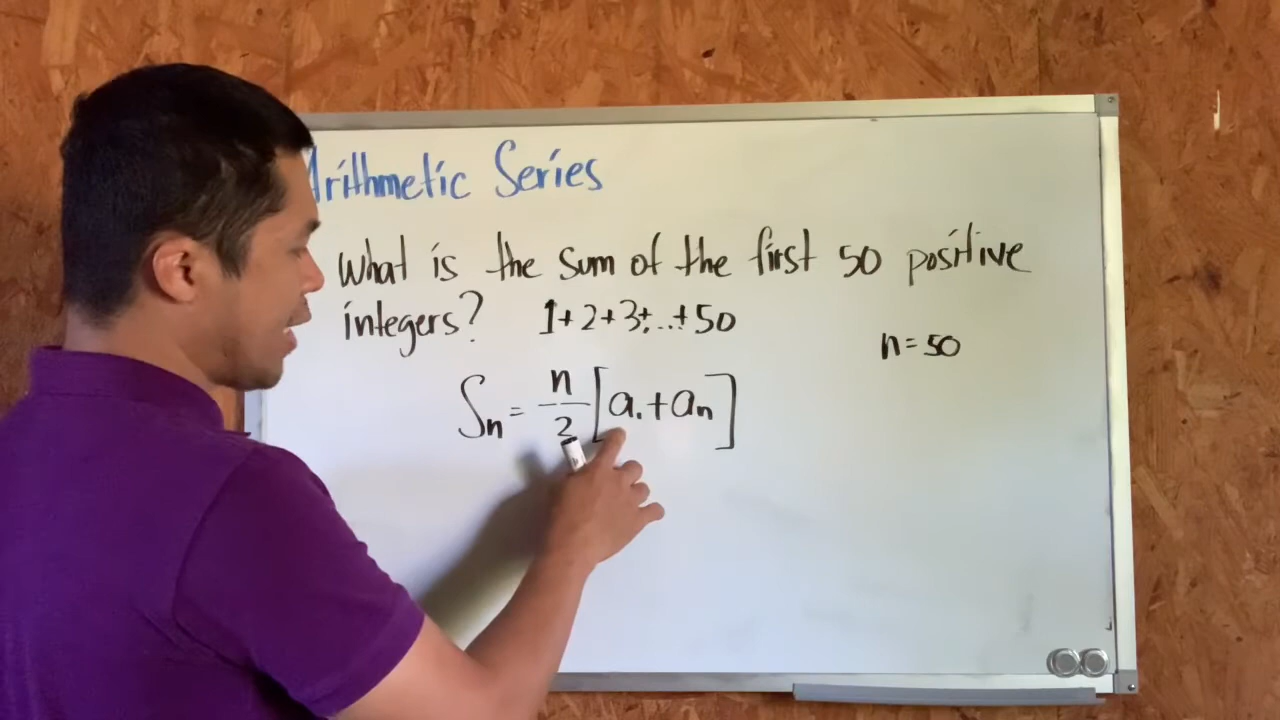 Arithmetic Series
What is the sum of the first 50 positive
integers? 1+2+3+...+50
n=50
Sn = n/2 [a1+an]